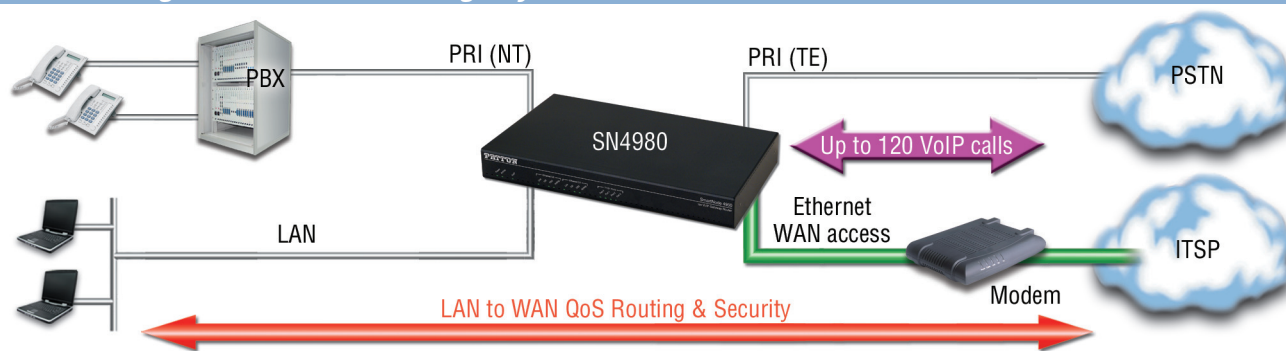 PBX
PRI (NT)
PRI (TE)
PSTN
SN4980
PATTON
Up to 120 VoIP calls
LAN
Ethernet
WAN access
Modem
ITSP
LAN to WAN QoS Routing & Security